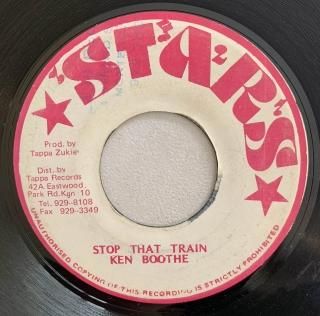 STARS
Prod. by
Tappa Zukie
Dist. by
Tappa Records
42A Eastwood
Park Rd. Kgn 10
Tel. 929-8108
Fax 929-3349
STOP THAT TRAIN
KEN BOOTHE
UNAUTHORISED COPYING OF THIS RECORDING IS STRICTLY PROHIBITED